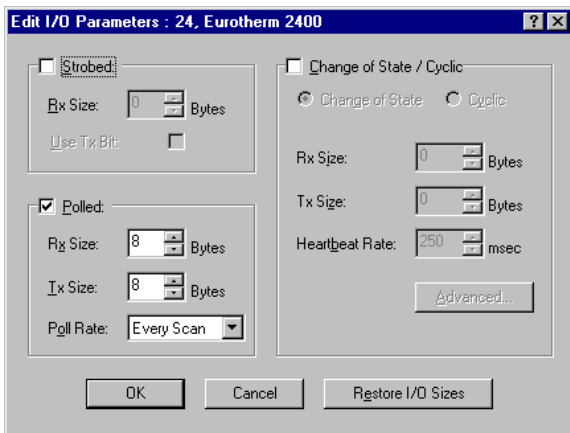 Edit I/O Parameters : 24, Eurotherm 2400
Strobed:
Rx Size: 0 Bytes
Use Tx Bit:
Polled:
Rx Size: 8 Bytes
Tx Size: 8 Bytes
Poll Rate: Every Scan
Change of State / Cyclic
Change of State Cyclic
Rx Size: 0 Bytes
Tx Size: 0 Bytes
Heartbeat Rate: 250 msec
Advanced...
OK Cancel Restore I/O Sizes